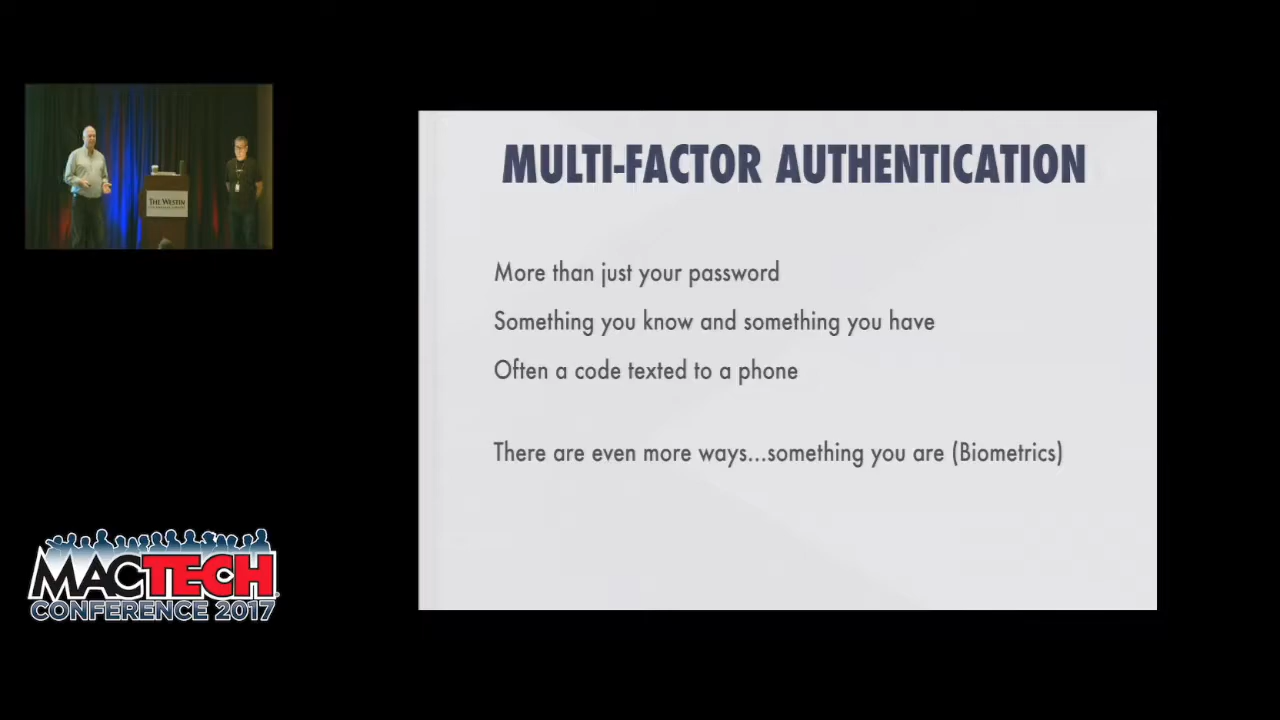 MULTI-FACTOR AUTHENTICATION
More than just your password
Something you know and something you have
Often a code texted to a phone
There are even more ways...something you are (Biometrics)
THE WESTIN
MACTECH
CONFERENCE 2017